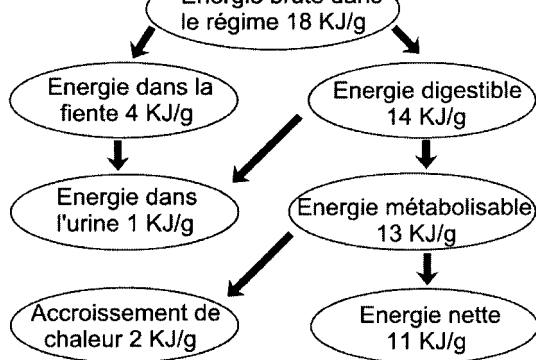 Energie brute dans
le régime 18 KJ/g
Energie dans la
fiente 4 KJ/g
Energie digestible
14 KJ/g
Energie dans
l'urine 1 KJ/g
Energie métabolisable
13 KJ/g
Accroissement de
chaleur 2 KJ/g
Energie nette
11 KJ/g